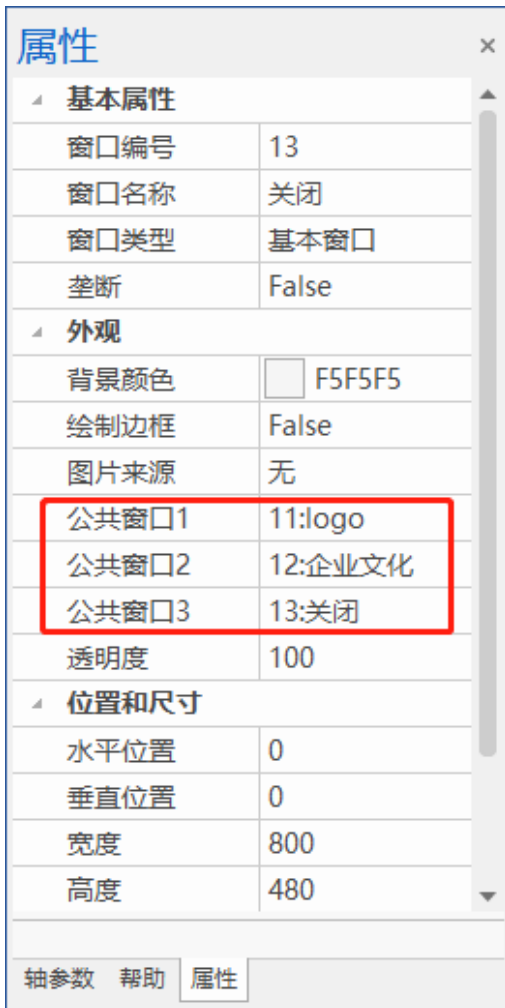 属性
基本属性
窗口编号 13
窗口名称 关闭
窗口类型 基本窗口
垄断 False
外观
背景颜色 F5F5F5
绘制边框 False
图片来源 无
公共窗口1 11:logo
公共窗口2 12:企业文化
公共窗口3 13:关闭
透明度 100
位置和尺寸
水平位置 0
垂直位置 0
宽度 800
高度 480
轴参数 帮助 属性